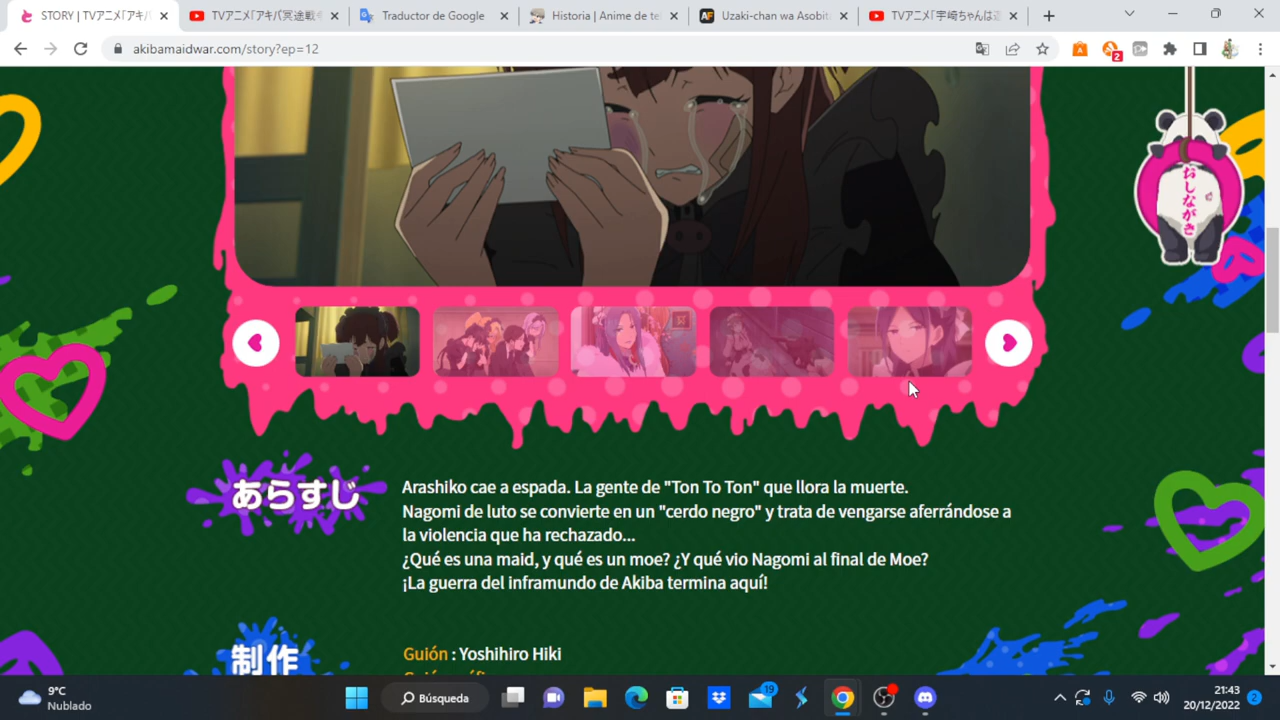 STORY | TVアニメ「アキバ
TVアニメ「アキバ冥途戦争
Traductor de Google
Historia | Anime de te
Uzaki-chan wa Asobita
TVアニメ「宇崎ちゃんは遊
akibamaidwar.com/story?ep=12
2
おしながき
あらすじ
Arashiko cae a espada. La gente de "Ton To Ton" que llora la muerte.
Nagomi de luto se convierte en un "cerdo negro" y trata de vengarse aferrándose a
la violencia que ha rechazado...
¿Qué es una maid, y qué es un moe? ¿Y qué vio Nagomi al final de Moe?
¡La guerra del inframundo de Akiba termina aquí!
制作
Guión : Yoshihiro Hiki
9°C
Nublado
Búsqueda
19
21:43
20/12/2022
2